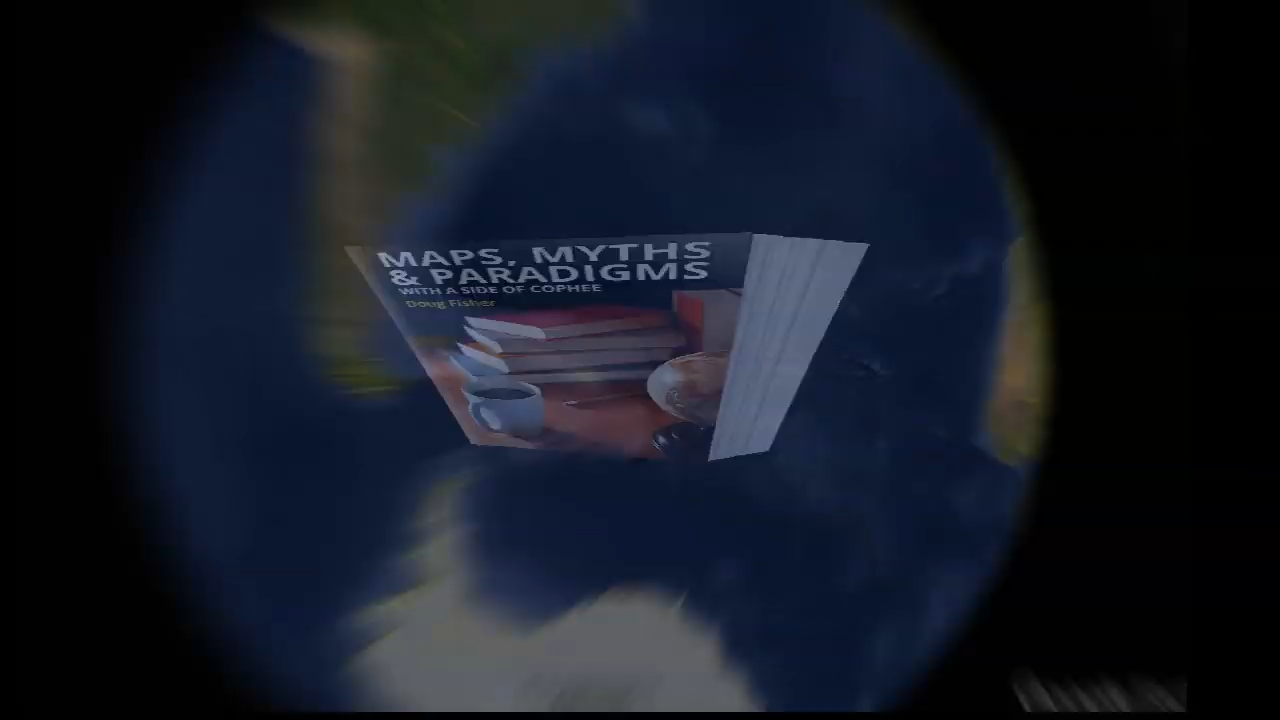 MAPS, MYTHS
& PARADIGMS
WITH A SIDE OF COPHEE
Doug Fisher